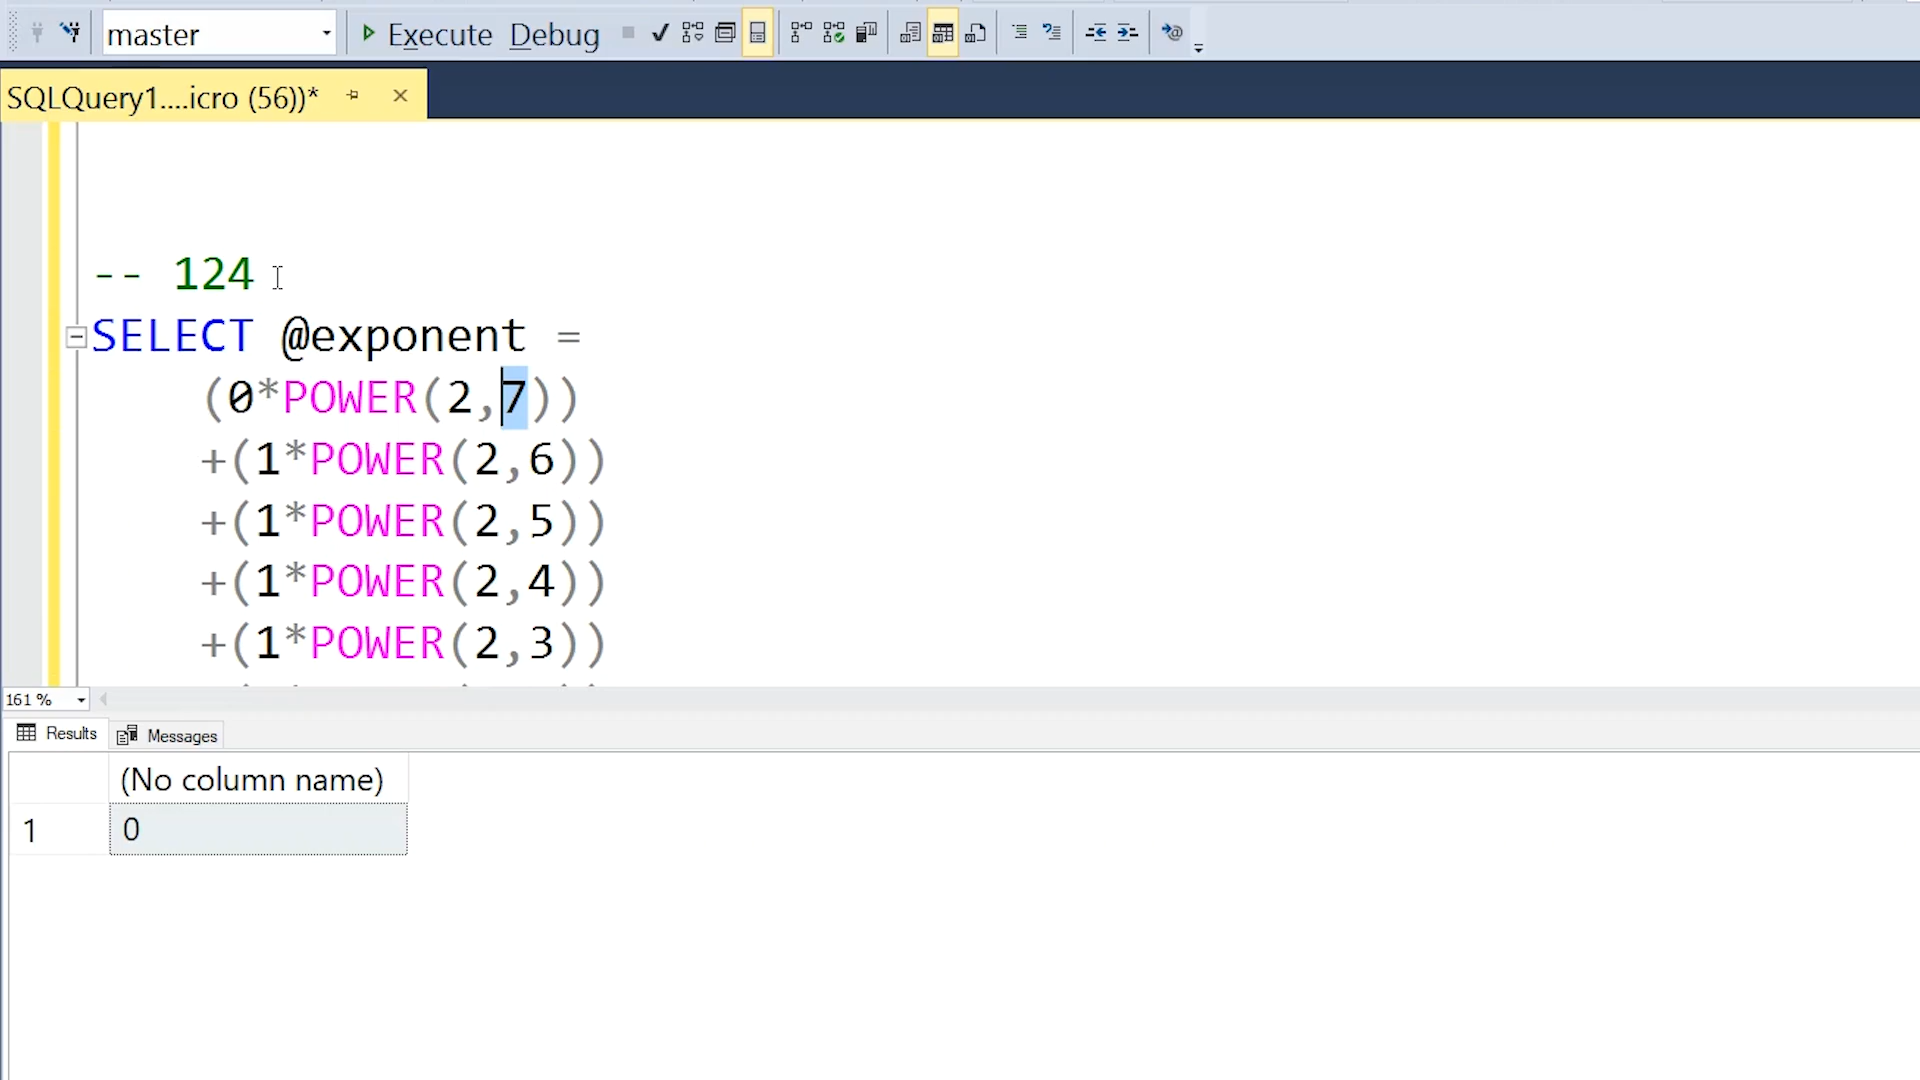 master
Execute Debug
SQLQuery1....icro (56))*
-- 124
SELECT @exponent =
(0*POWER(2,7))
+(1*POWER(2,6))
+(1*POWER(2,5))
+(1*POWER(2,4))
+(1*POWER(2,3))
161 %
Results Messages
(No column name)
1 0